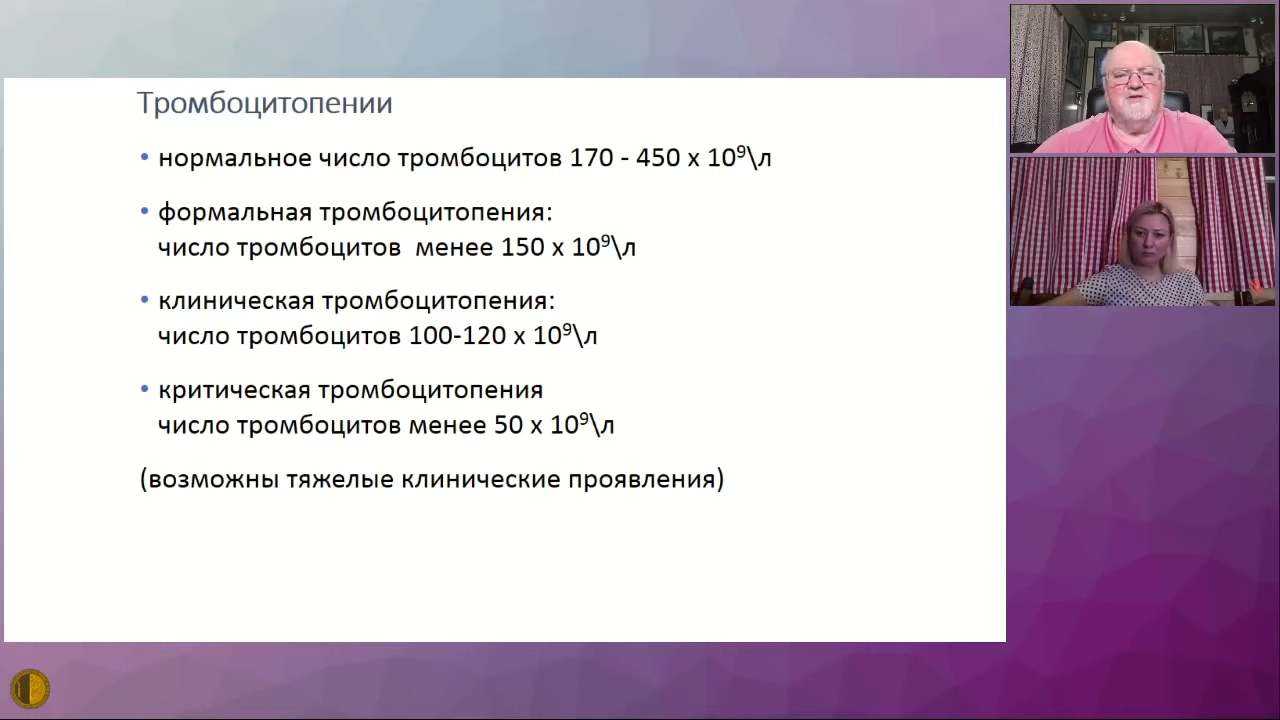 Тромбоцитопении
• нормальное число тромбоцитов 170 - 450 х 10⁹\л
• формальная тромбоцитопения:
число тромбоцитов менее 150 х 10⁹\л
• клиническая тромбоцитопения:
число тромбоцитов 100-120 х 10⁹\л
• критическая тромбоцитопения
число тромбоцитов менее 50 х 10⁹\л
(возможны тяжелые клинические проявления)